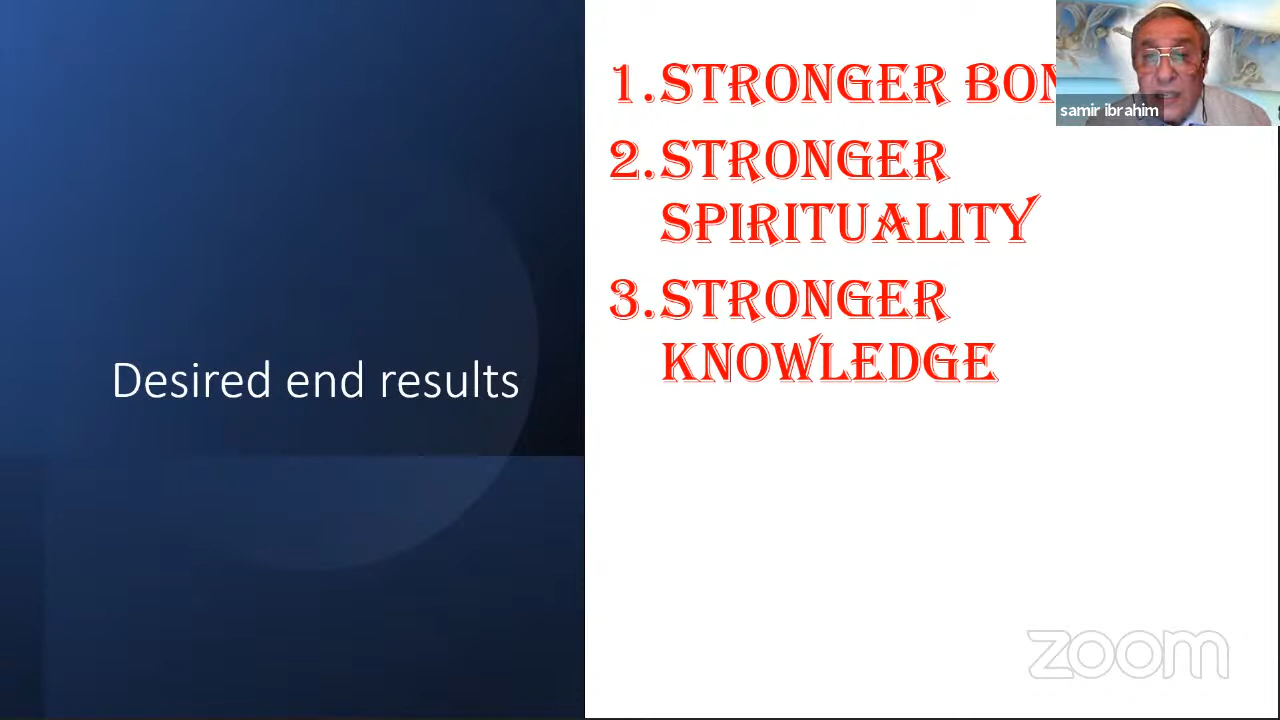 1. STRONGER
samir ibrahim
2. STRONGER
SPIRITUALITY
3. STRONGER
KNOWLEDGE
Desired end results
zoom